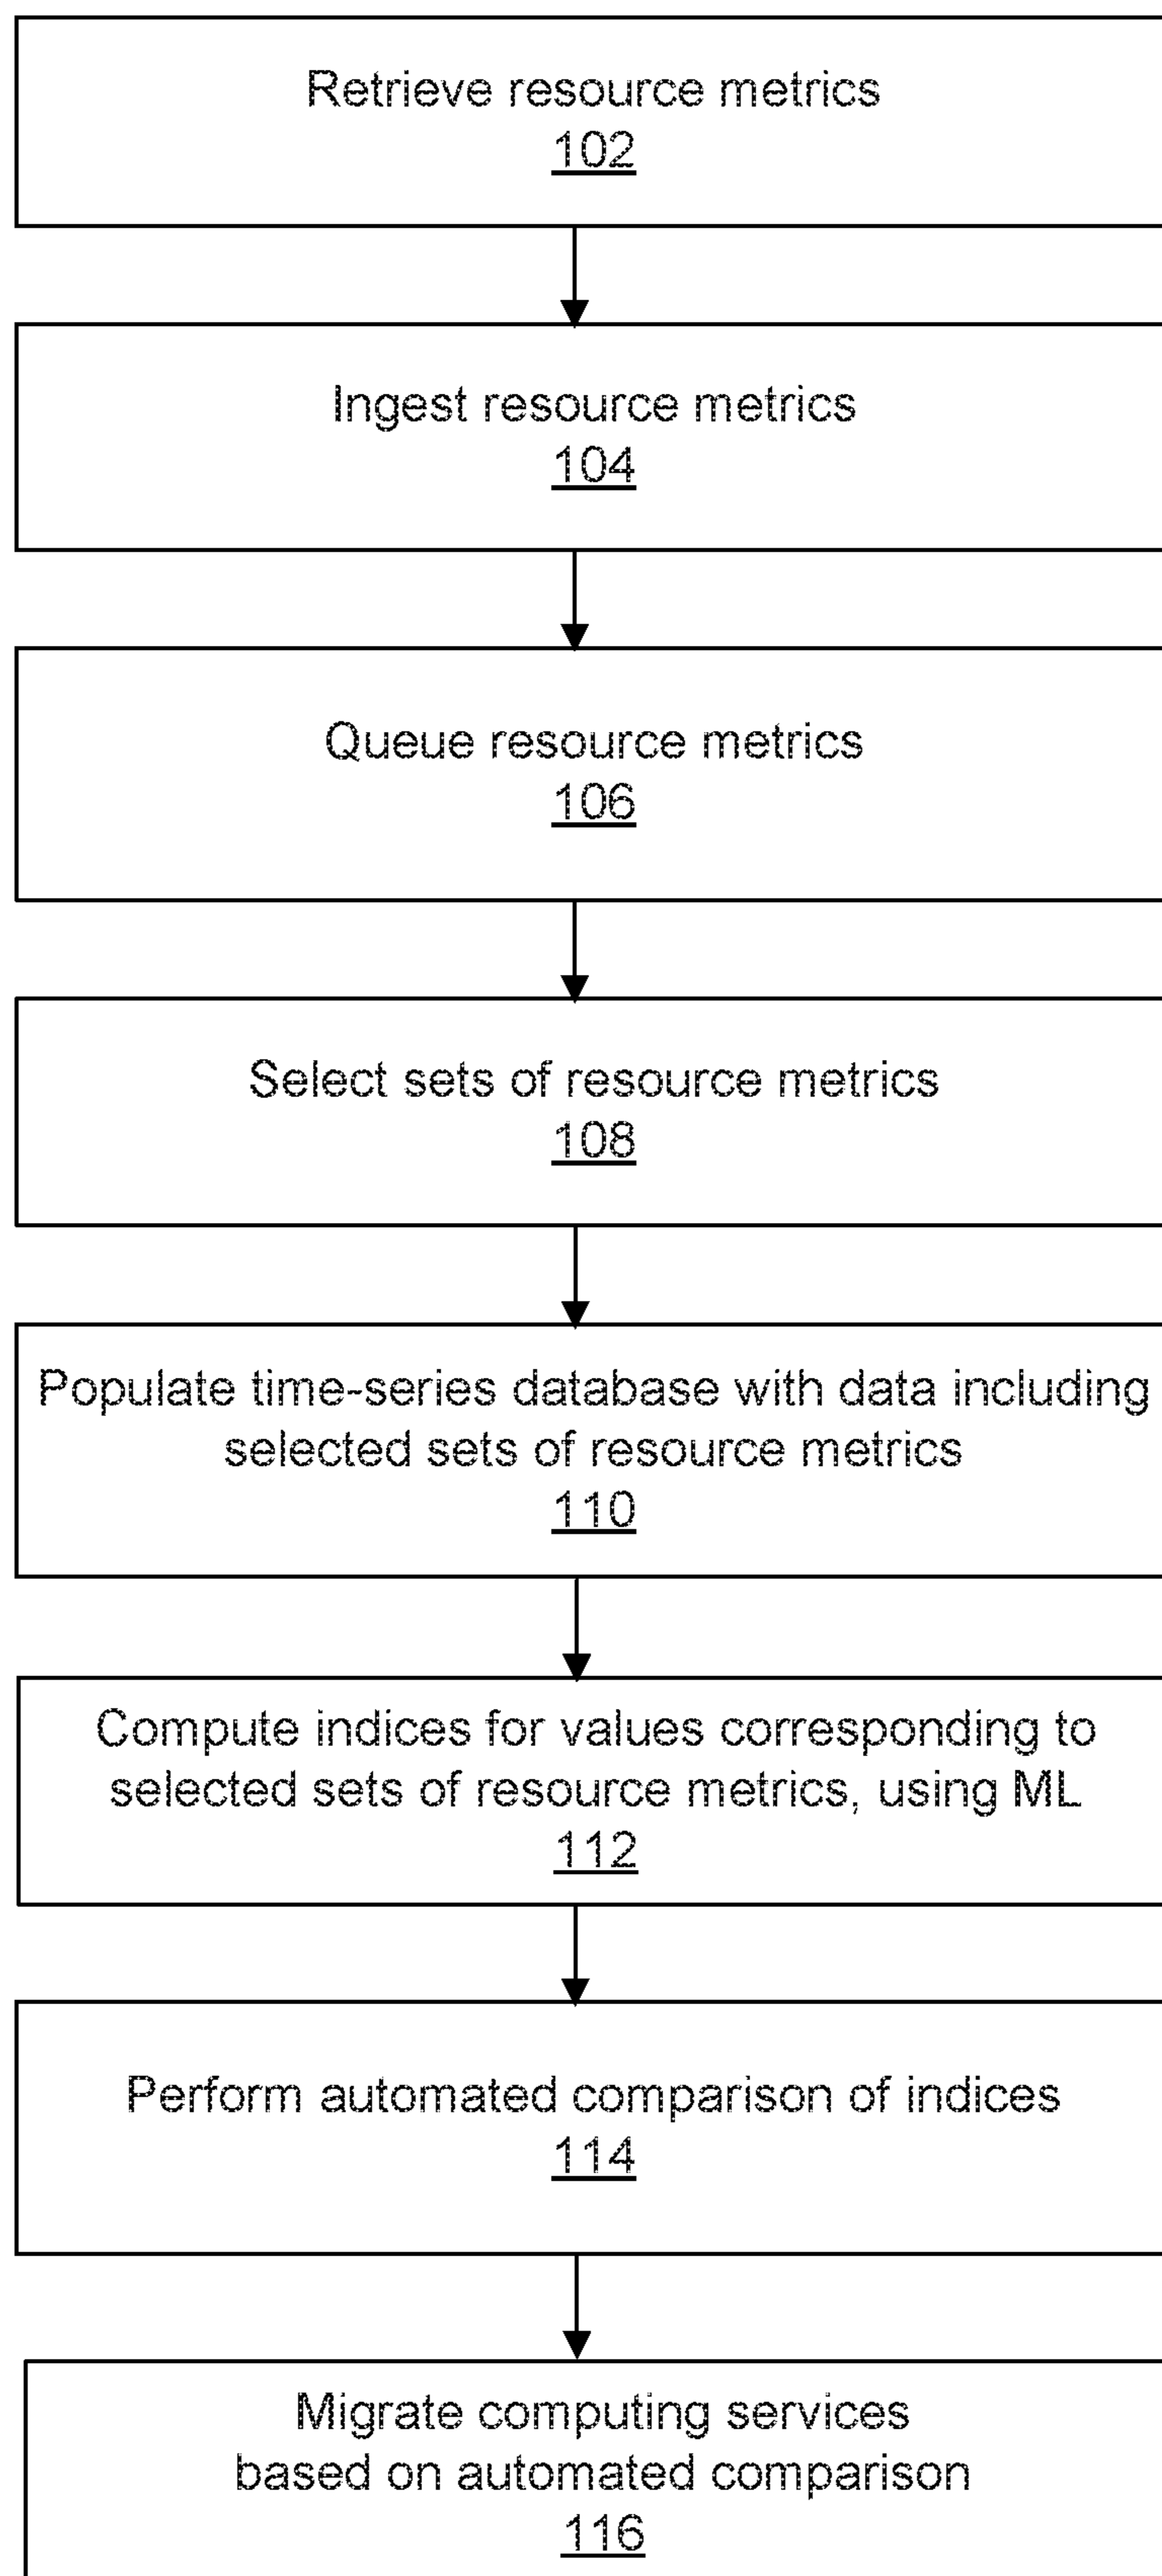 Retrieve resource metrics
102
Ingest resource metrics
104
Queue resource metrics
106
Select sets of resource metrics
108
Populate time-series database with data including
selected sets of resource metrics
110
Compute indices for values corresponding to
selected sets of resource metrics, using ML
112
Perform automated comparison of indices
114
Migrate computing services
based on automated comparison
116